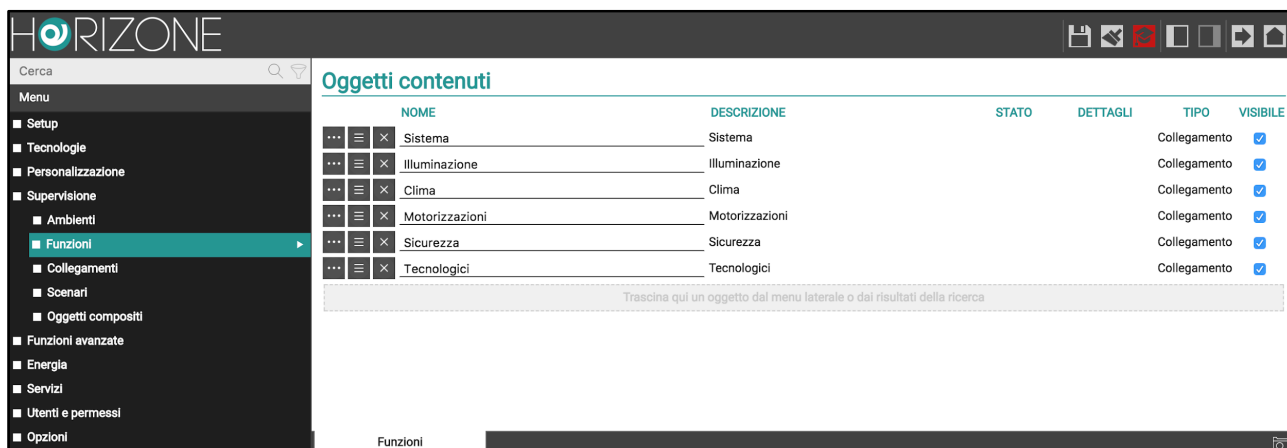 HORIZONE
Cerca
Menu
Setup
Tecnologie
Personalizzazione
Supervisione
Ambienti
Funzioni
Collegamenti
Scenari
Oggetti compositi
Funzioni avanzate
Energia
Servizi
Utenti e permessi
Opzioni
Oggetti contenuti
NOME DESCRIZIONE STATO DETTAGLI TIPO VISIBILE
Sistema Sistema Collegamento
Illuminazione Illuminazione Collegamento
Clima Clima Collegamento
Motorizzazioni Motorizzazioni Collegamento
Sicurezza Sicurezza Collegamento
Tecnologici Tecnologici Collegamento
Trascina qui un oggetto dal menu laterale o dai risultati della ricerca
Funzioni